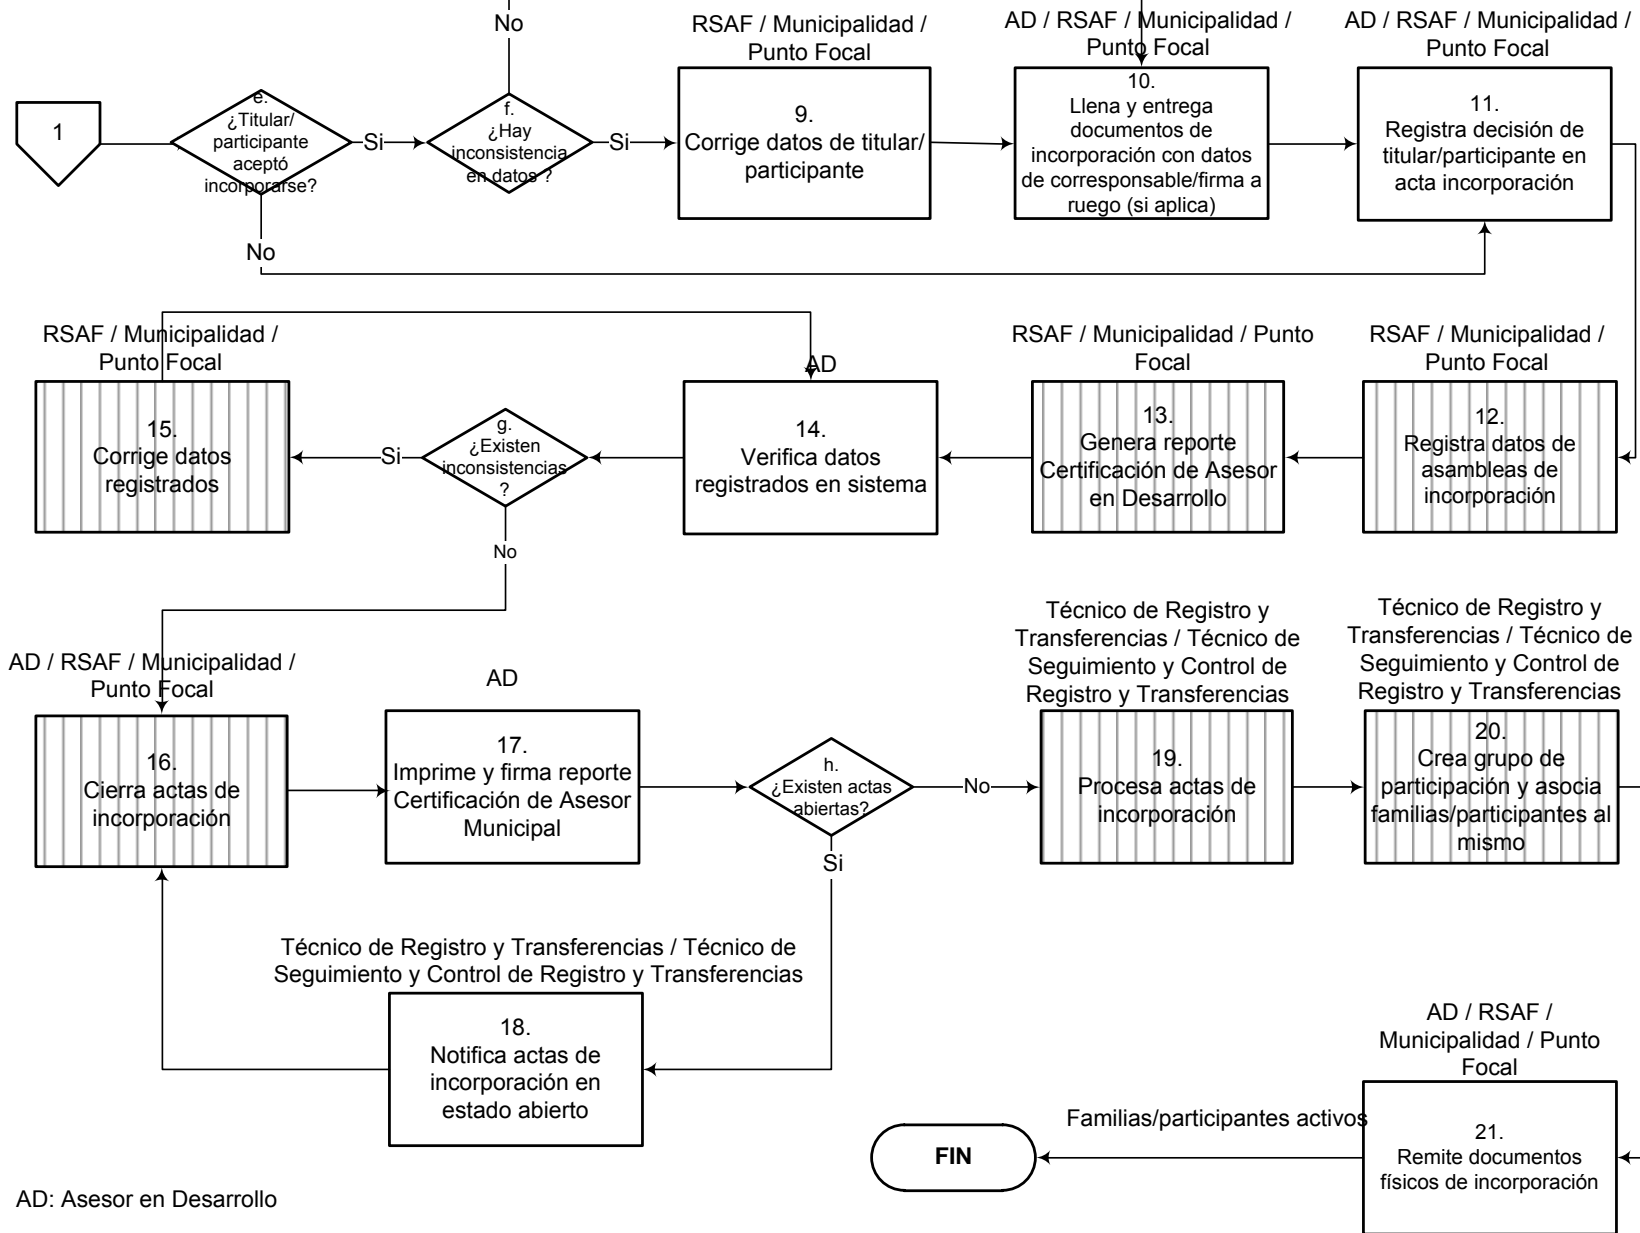 No
RSAF / Municipalidad /
Punto Focal
AD / RSAF / Municipalidad /
Punto Focal
AD / RSAF / Municipalidad /
Punto Focal
1
e.
¿Titular/
participante
aceptó
incorporarse?
Si
f.
¿Hay
inconsistencia
en datos ?
Si
9.
Corrige datos de titular/
participante
10.
Llena y entrega
documentos de
incorporación con datos
de corresponsable/firma a
ruego (si aplica)
11.
Registra decisión de
titular/participante en
acta incorporación
No
RSAF / Municipalidad /
Punto Focal
AD
RSAF / Municipalidad / Punto
Focal
RSAF / Municipalidad /
Punto Focal
15.
Corrige datos
registrados
Si
g.
¿Existen
inconsistencias
?
14.
Verifica datos
registrados en sistema
13.
Genera reporte
Certificación de Asesor
en Desarrollo
12.
Registra datos de
asambleas de
incorporación
No
AD / RSAF / Municipalidad /
Punto Focal
AD
Técnico de Registro y
Transferencias / Técnico de
Seguimiento y Control de
Registro y Transferencias
Técnico de Registro y
Transferencias / Técnico de
Seguimiento y Control de
Registro y Transferencias
16.
Cierra actas de
incorporación
17.
Imprime y firma reporte
Certificación de Asesor
Municipal
h.
¿Existen actas
abiertas?
No
19.
Procesa actas de
incorporación
20.
Crea grupo de
participación y asocia
familias/participantes al
mismo
Si
Técnico de Registro y Transferencias / Técnico de
Seguimiento y Control de Registro y Transferencias
18.
Notifica actas de
incorporación en
estado abierto
AD / RSAF /
Municipalidad / Punto
Focal
Familias/participantes activos
FIN
21.
Remite documentos
físicos de incorporación
AD: Asesor en Desarrollo